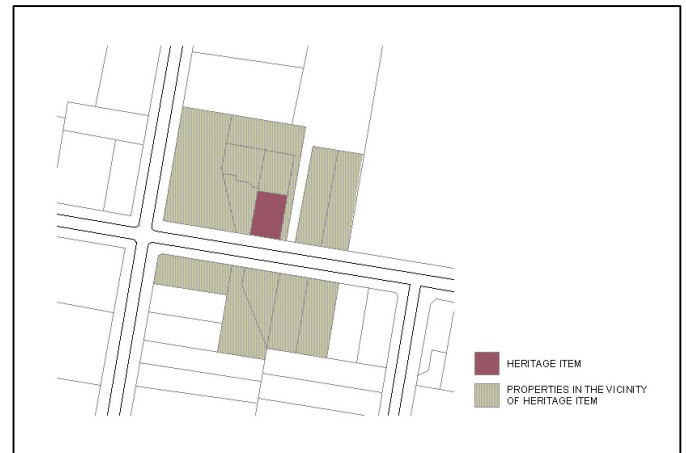 HERITAGE ITEM
PROPERTIES IN THE VICINITY
OF HERITAGE ITEM